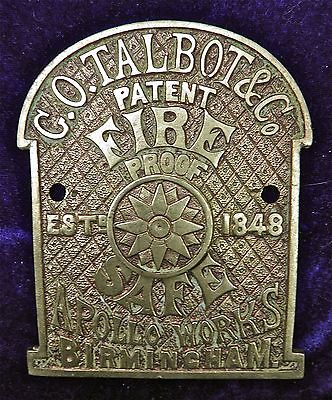 C.O. TALBOT & Co
PATENT
FIRE
PROOF
ESTD 1848
SAFE
APOLLO WORKS
BIRMINGHAM.